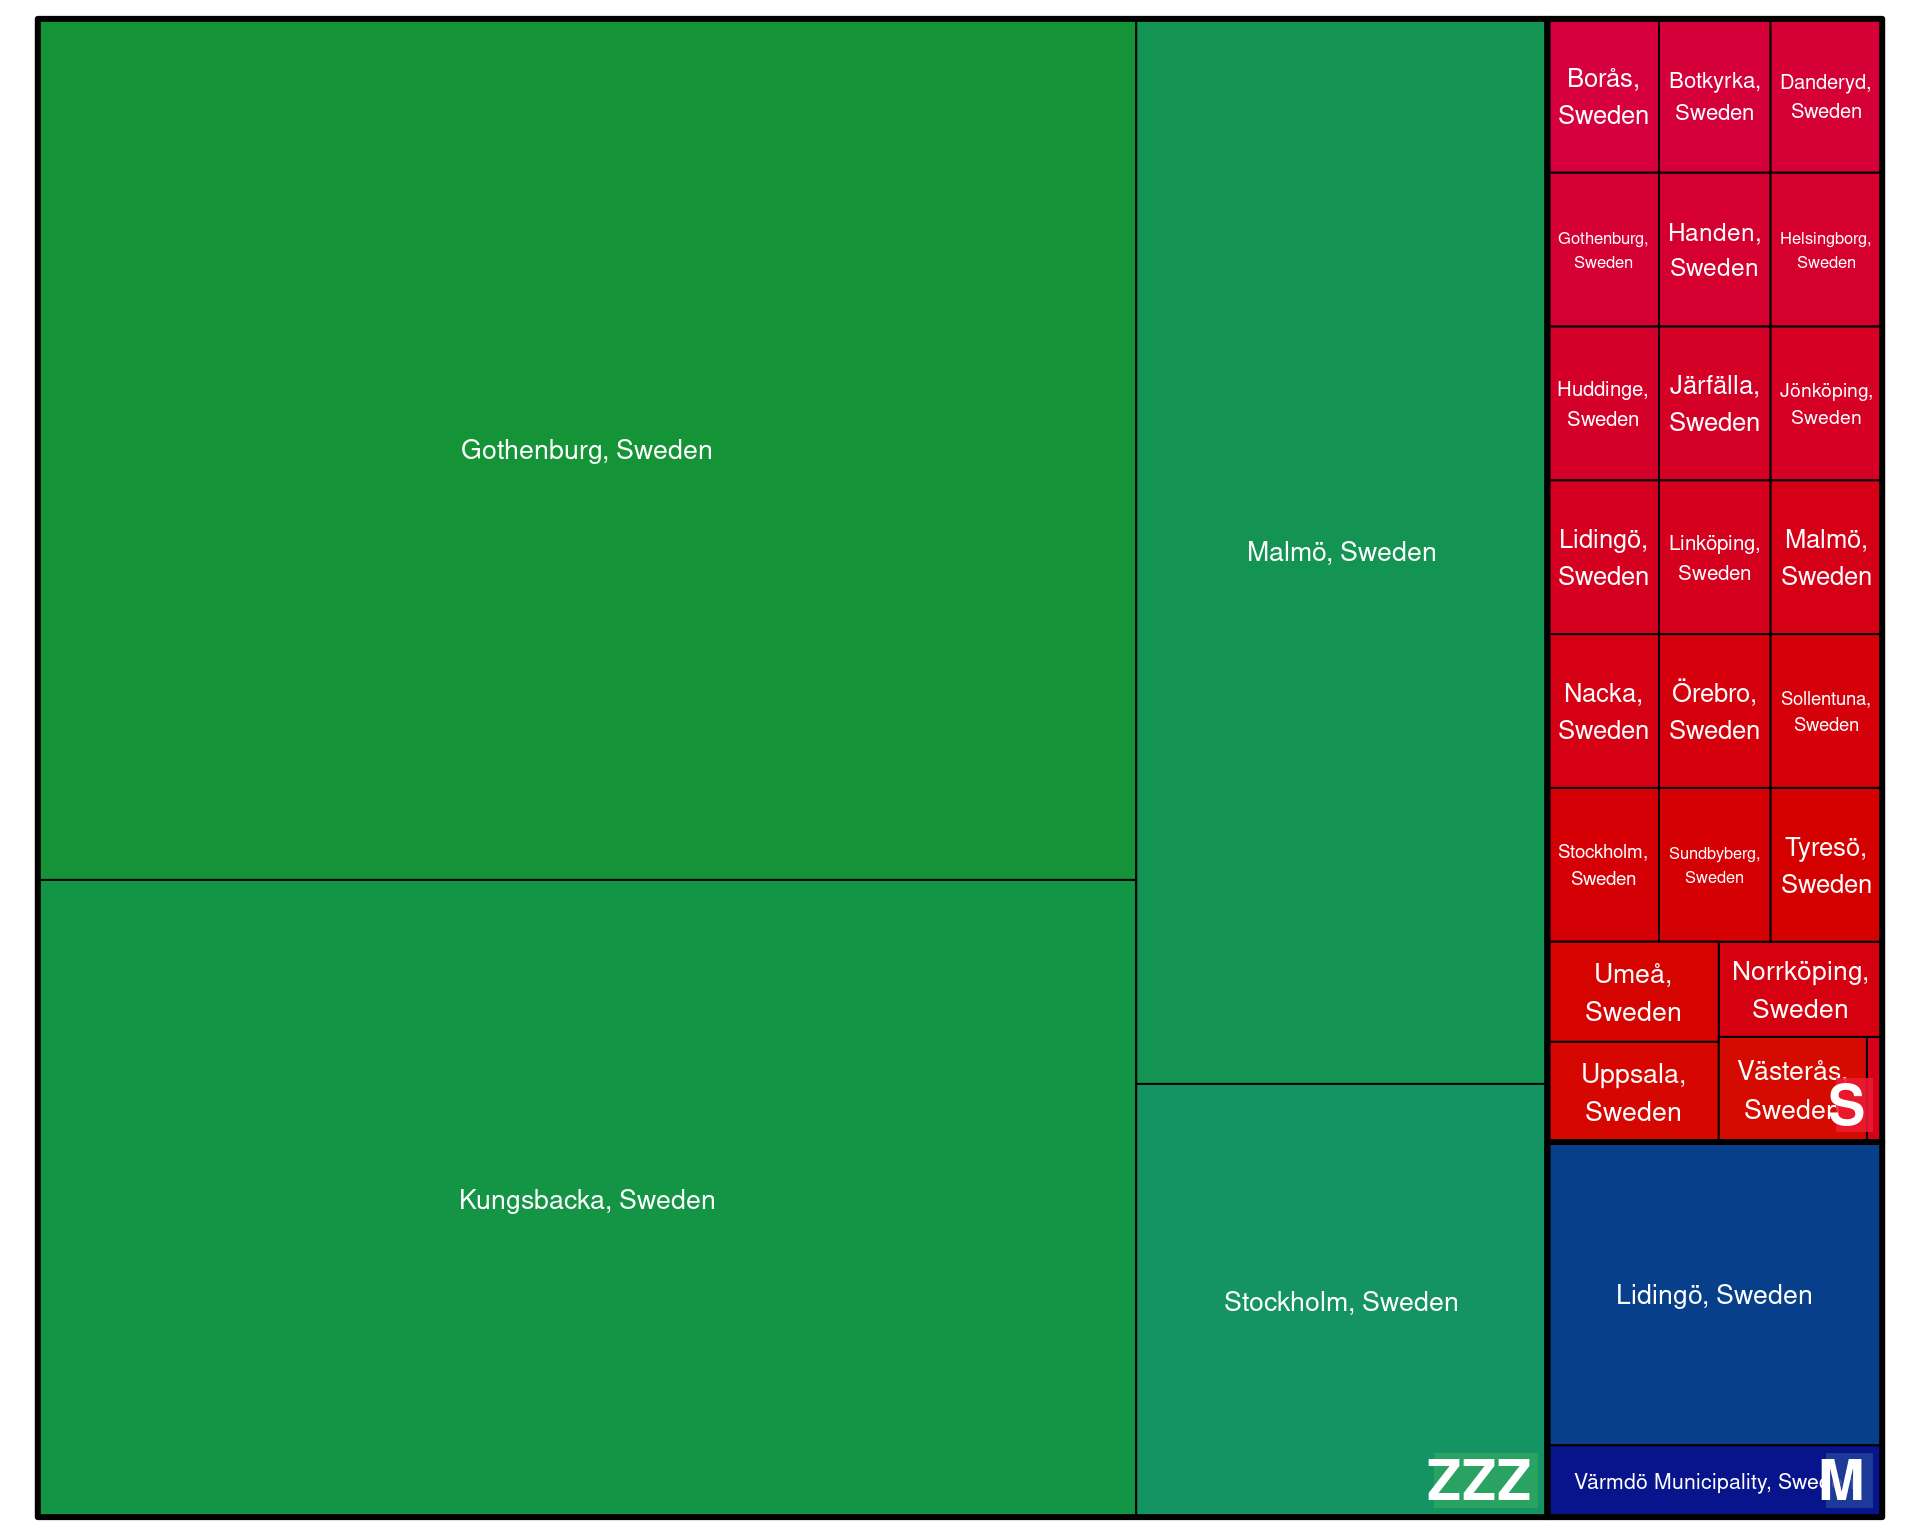 Gothenburg, Sweden
Kungsbacka, Sweden
Malmö, Sweden
Stockholm, Sweden
ZZZ
Borås,
Sweden
Botkyrka,
Sweden
Danderyd,
Sweden
Gothenburg,
Sweden
Handen,
Sweden
Helsingborg,
Sweden
Huddinge,
Sweden
Järfälla,
Sweden
Jönköping,
Sweden
Lidingö,
Sweden
Linköping,
Sweden
Malmö,
Sweden
Nacka,
Sweden
Örebro,
Sweden
Sollentuna,
Sweden
Stockholm,
Sweden
Sundbyberg,
Sweden
Tyresö,
Sweden
Umeå,
Sweden
Norrköping,
Sweden
Uppsala,
Sweden
Västerås,
Sweden
S
Lidingö, Sweden
Värmdö Municipality, Swed
M